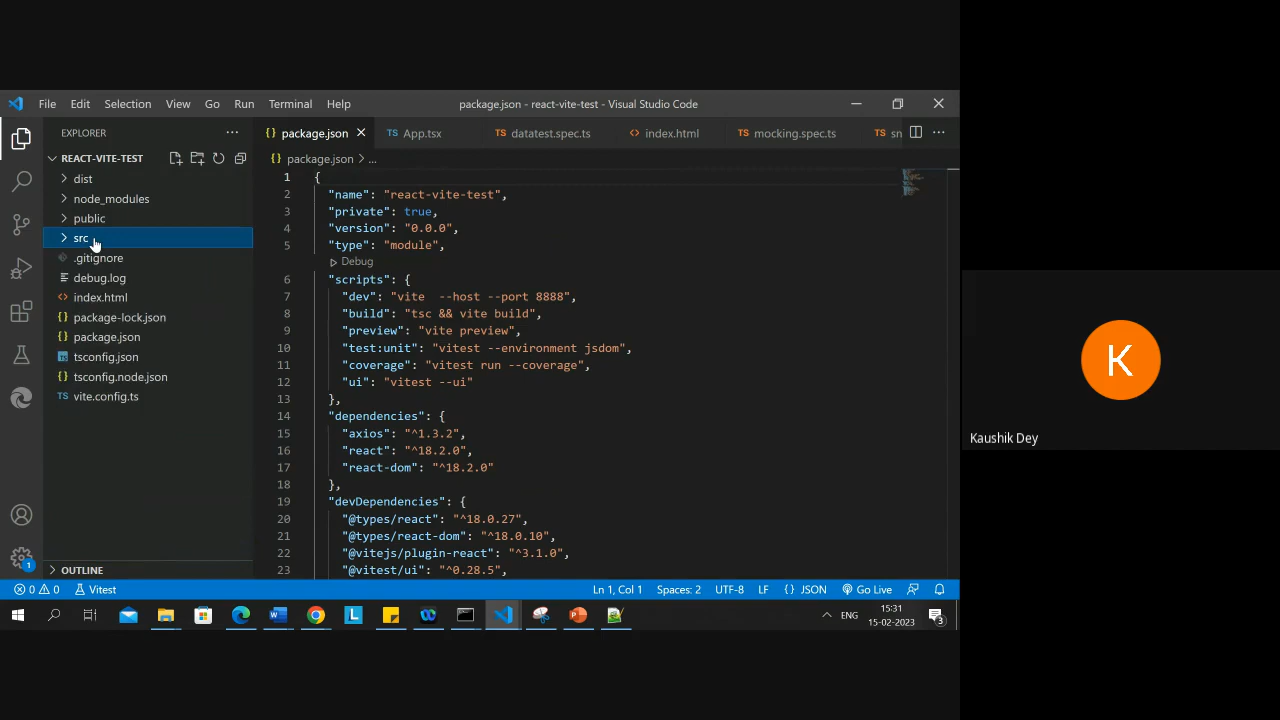 File Edit Selection View Go Run Terminal Help
package.json - react-vite-test - Visual Studio Code
EXPLORER
REACT-VITE-TEST
dist
node_modules
public
src
.gitignore
debug.log
index.html
package-lock.json
package.json
tsconfig.json
tsconfig.node.json
vite.config.ts
OUTLINE
{} package.json
TS App.tsx
TS datatest.spec.ts
<> index.html
TS mocking.spec.ts
TS sn
{} package.json > ...
1 {
2 "name": "react-vite-test",
3 "private": true,
4 "version": "0.0.0",
5 "type": "module",
Debug
6 "scripts": {
7 "dev": "vite  --host --port 8888",
8 "build": "tsc && vite build",
9 "preview": "vite preview",
10 "test:unit": "vitest --environment jsdom",
11 "coverage": "vitest run --coverage",
12 "ui": "vitest --ui"
13 },
14 "dependencies": {
15 "axios": "^1.3.2",
16 "react": "^18.2.0",
17 "react-dom": "^18.2.0"
18 },
19 "devDependencies": {
20 "@types/react": "^18.0.27",
21 "@types/react-dom": "^18.0.10",
22 "@vitejs/plugin-react": "^3.1.0",
23 "@vitest/ui": "^0.28.5",
1
0 0 Vitest
Ln 1, Col 1 Spaces: 2 UTF-8 LF {} JSON Go Live
ENG
15:31
15-02-2023
3
K
Kaushik Dey